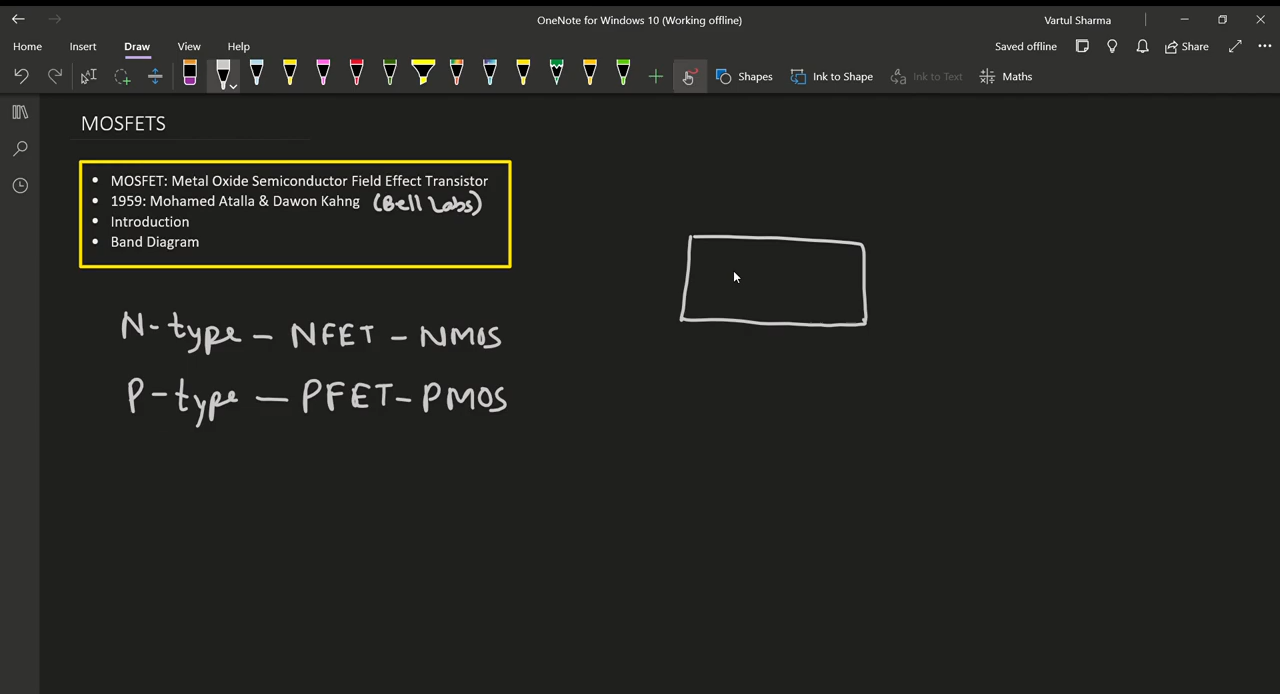 OneNote for Windows 10 (Working offline)
Vartul Sharma
Home Insert Draw View Help
Saved offline
Share
Shapes
Ink to Shape
Ink to Text
Maths
MOSFETS
MOSFET: Metal Oxide Semiconductor Field Effect Transistor
1959: Mohamed Atalla & Dawon Kahng (Bell Labs)
Introduction
Band Diagram
N-type - NFET - NMOS
P-type - PFET - PMOS